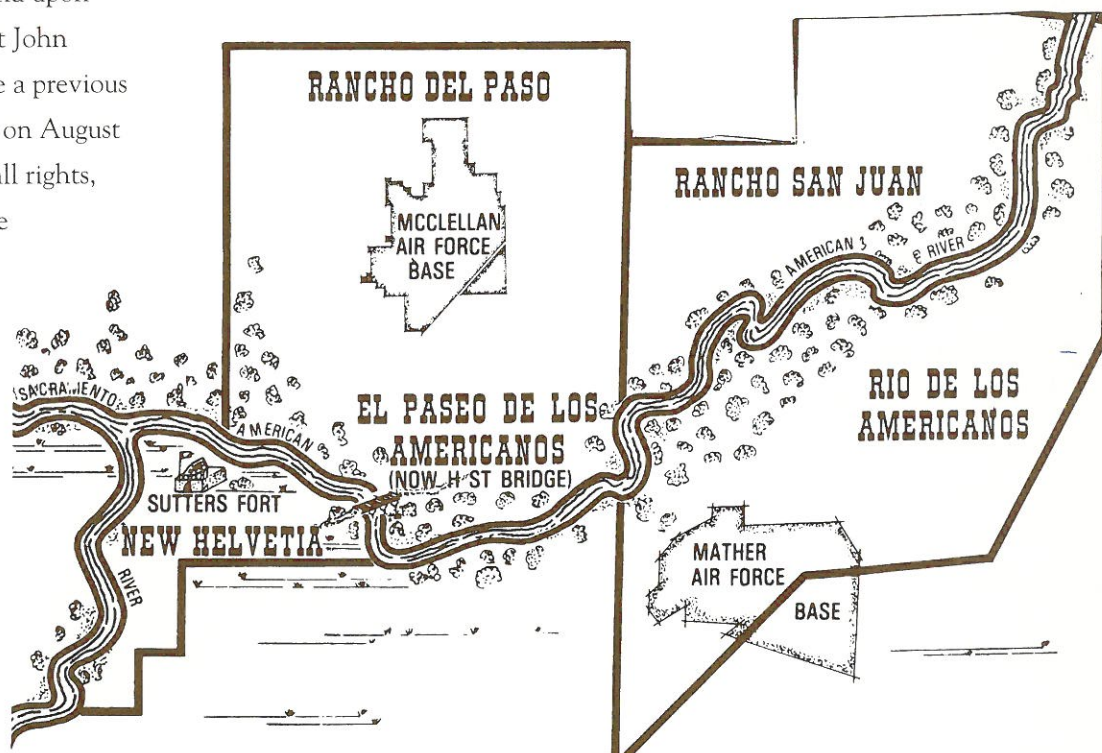 t John
e a previous
on August
ll rights,
e
RANCHO DEL PASO
MCCLELLAN
AIR FORCE
BASE
RANCHO SAN JUAN
AMERICAN
RIVER
RIO DE LOS
AMERICANOS
SACRAMENTO
AMERICAN
EL PASEO DE LOS
AMERICANOS
(NOW H ST BRIDGE)
SUTTERS FORT
NEW HELVETIA
RIVER
MATHER
AIR FORCE
BASE